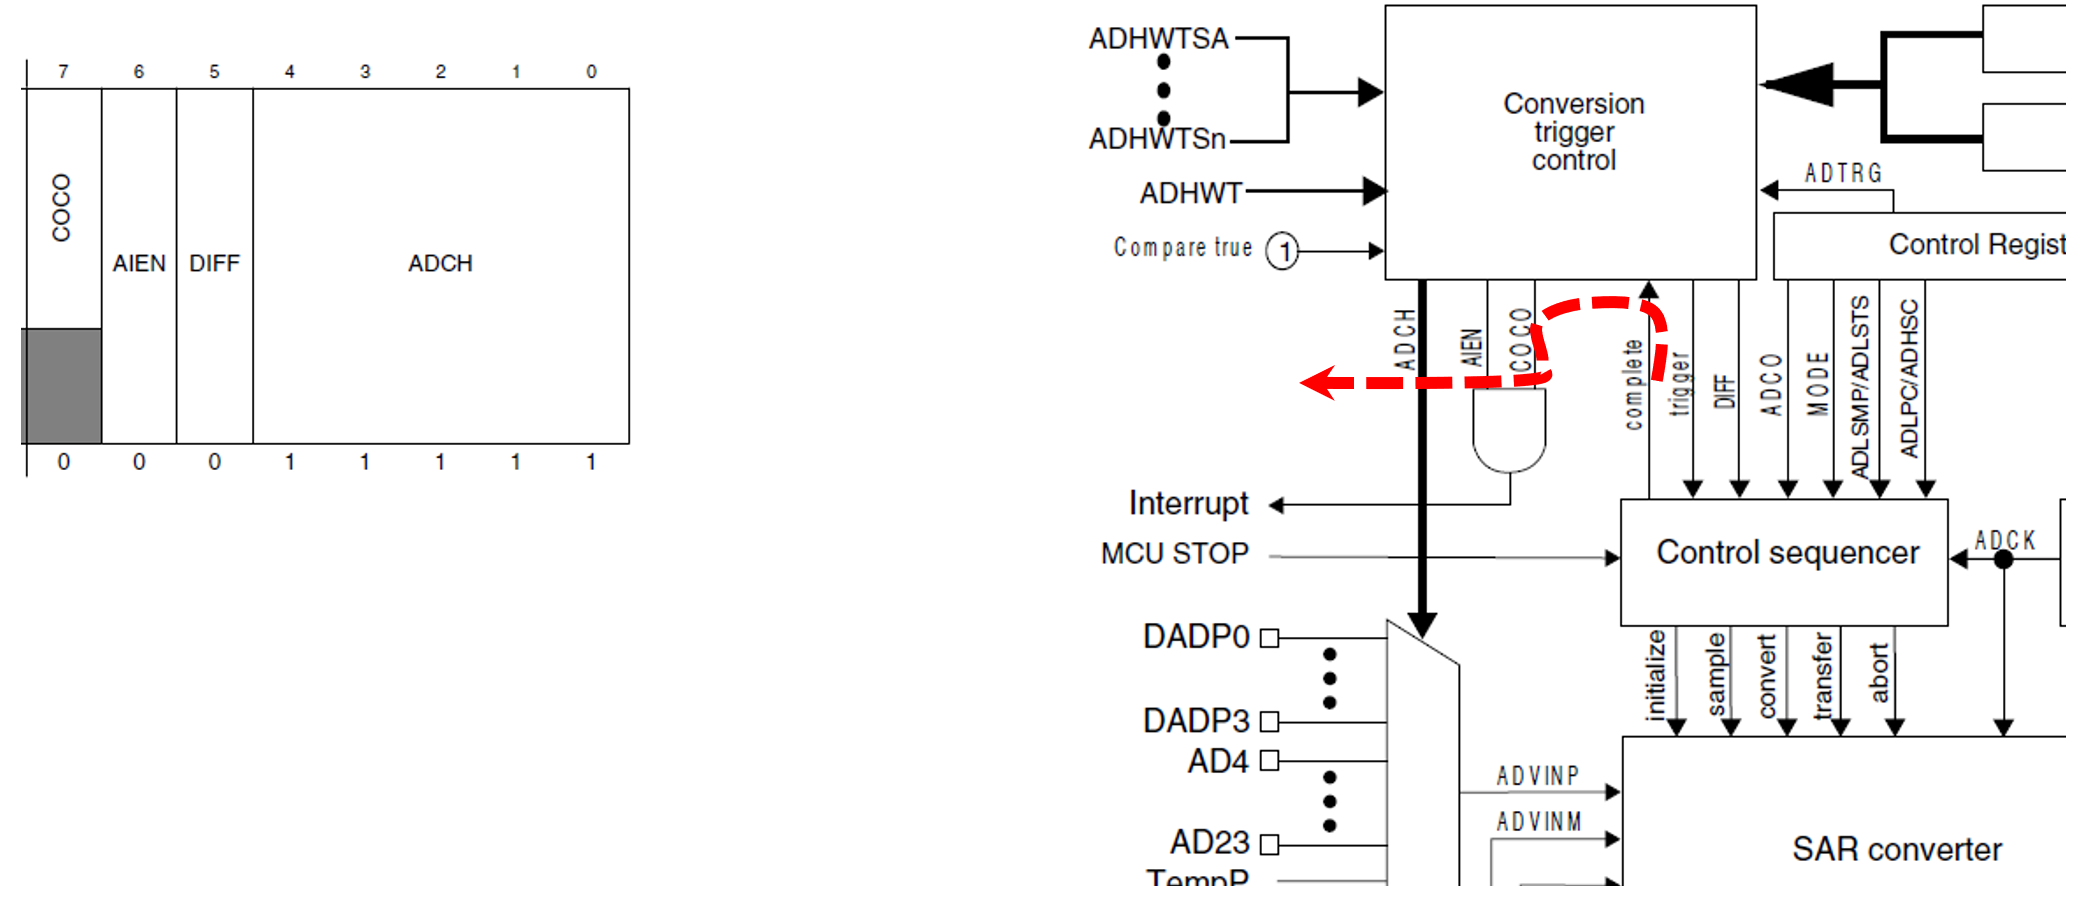 7 6 5 4 3 2 1 0
COCO
AIEN
DIFF
ADCH
0 0 0 1 1 1 1 1
ADHWTSA
ADHWTSn
ADHWT
Compare true
1
Conversion
trigger
control
ADTRG
Control Regist
ADCH
AIEN
COCO
complete
trigger
DIFF
ADCO
MODE
ADLSMP/ADLSTS
ADLPC/ADHSC
Interrupt
MCU STOP
Control sequencer
ADCK
initialize
sample
convert
transfer
abort
DADP0
DADP3
AD4
AD23
TempP
ADVINP
ADVINM
SAR converter